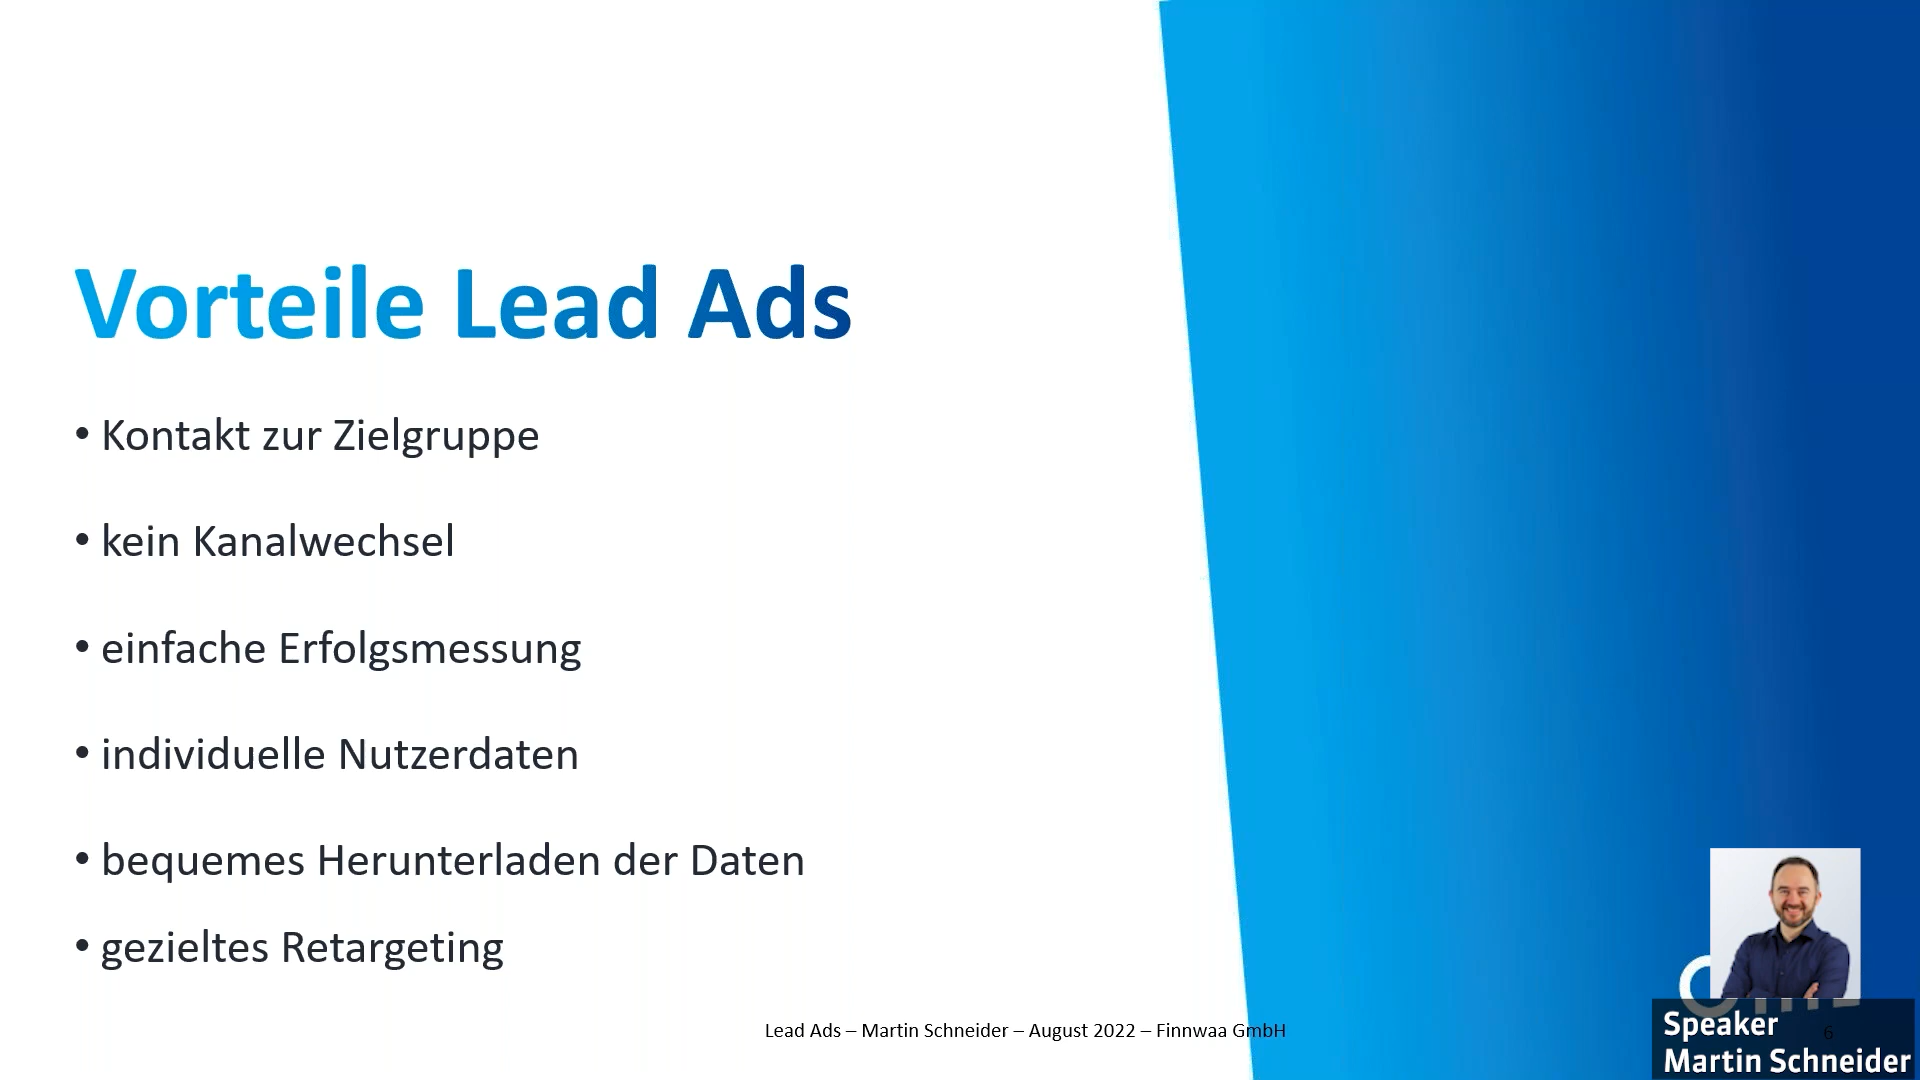 Vorteile Lead Ads
• Kontakt zur Zielgruppe
• kein Kanalwechsel
• einfache Erfolgsmessung
• individuelle Nutzerdaten
• bequemes Herunterladen der Daten
• gezieltes Retargeting
Lead Ads – Martin Schneider – August 2022 – Finnwaa GmbH
6
Speaker
Martin Schneider